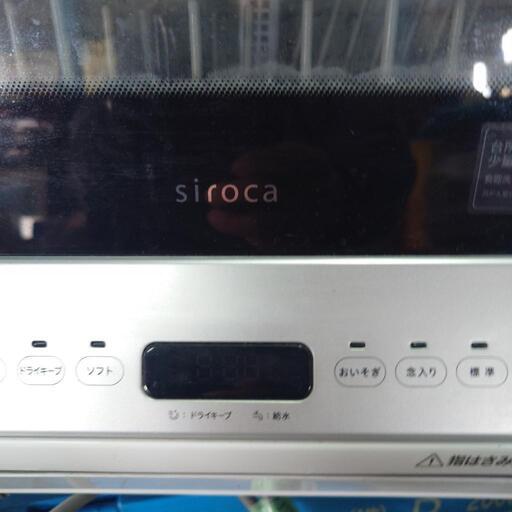 siroca
ドライキープ
ソフト
おいそぎ
念入り
標準
:ドライキープ
:給水
指はさみ